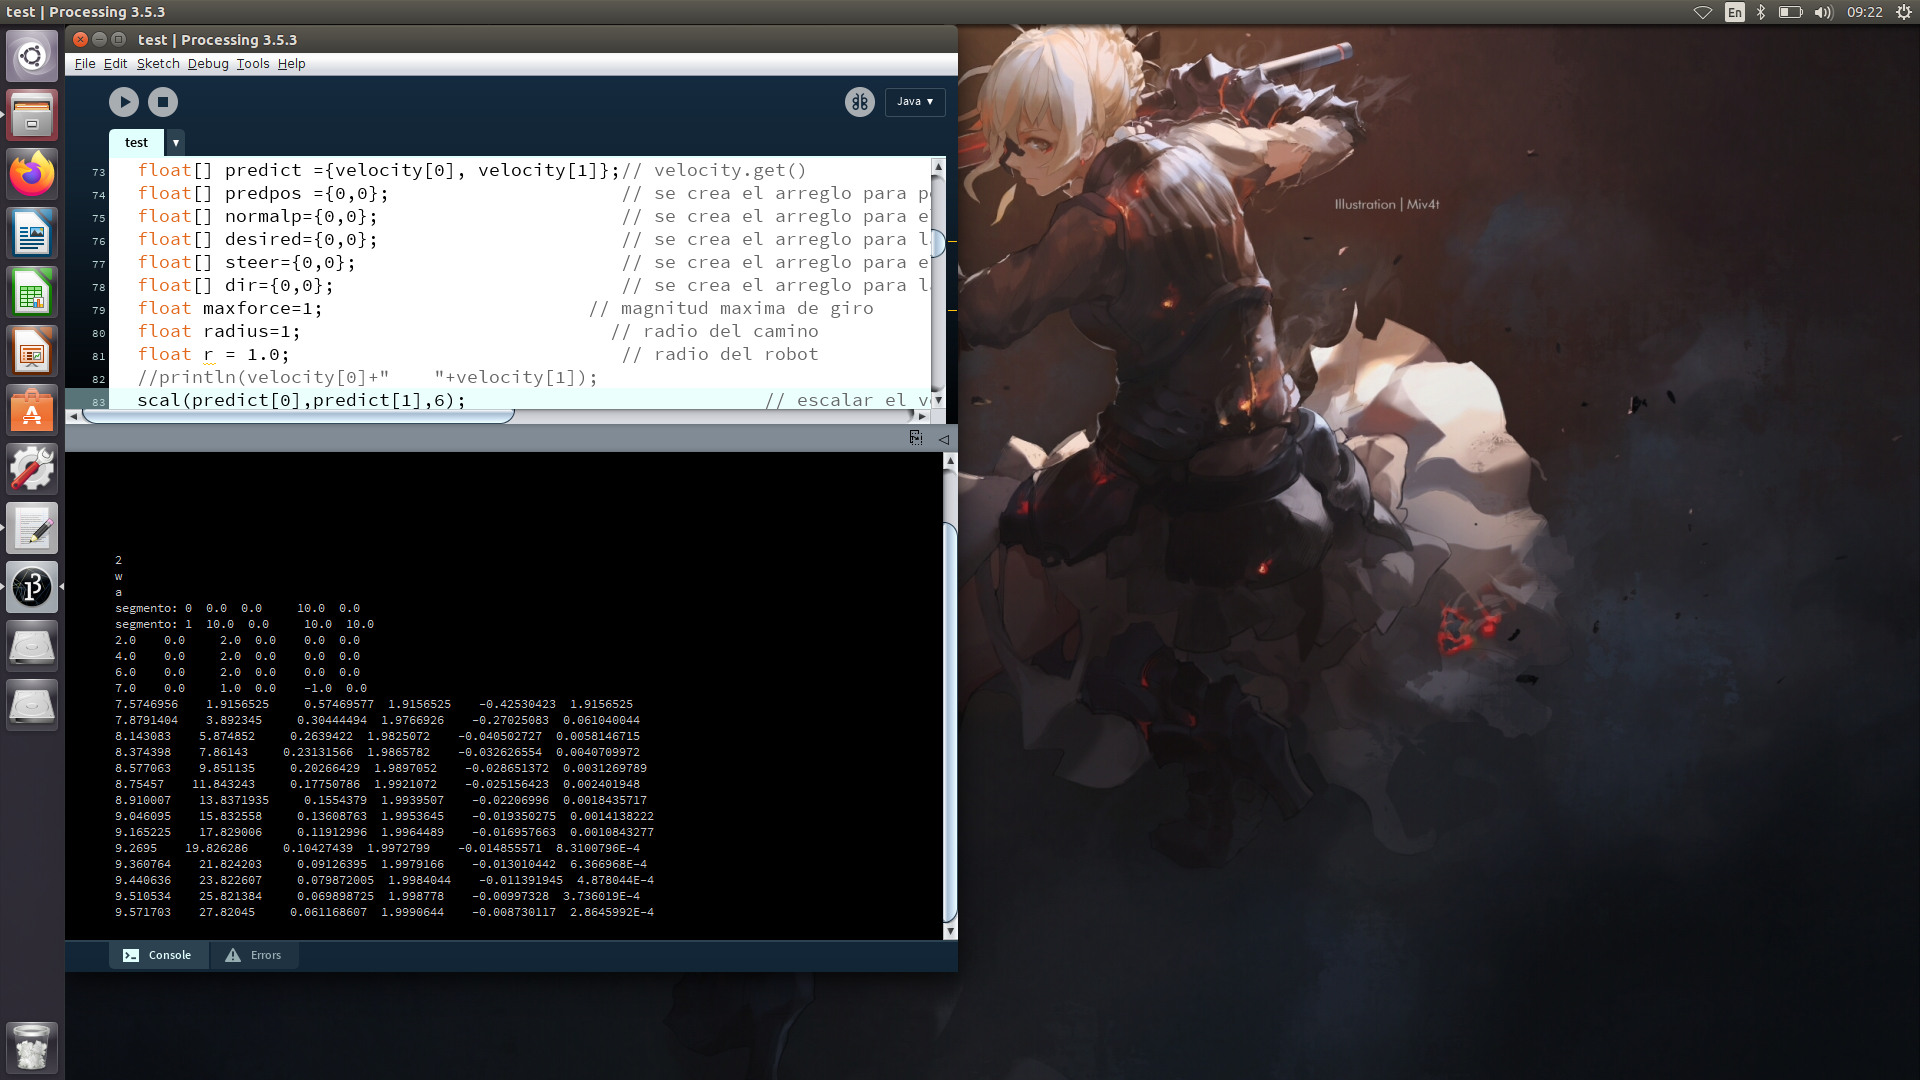 test | Processing 3.5.3
En
09:22
test | Processing 3.5.3
File Edit Sketch Debug Tools Help
Java ▾
test
73 float[] predict ={velocity[0], velocity[1]};// velocity.get()
74 float[] predpos ={0,0}; // se crea el arreglo para p
75 float[] normalp={0,0}; // se crea el arreglo para e
76 float[] desired={0,0}; // se crea el arreglo para l
77 float[] steer={0,0}; // se crea el arreglo para e
78 float[] dir={0,0}; // se crea el arreglo para l
79 float maxforce=1; // magnitud maxima de giro
80 float radius=1; // radio del camino
81 float r = 1.0; // radio del robot
82 //println(velocity[0]+"    "+velocity[1]);
83 scal(predict[0],predict[1],6); // escalar el v
Illustration | Miv4t
2
w
a
segmento: 0 0.0 0.0 10.0 0.0
segmento: 1 10.0 0.0 10.0 10.0
2.0 0.0 2.0 0.0 0.0 0.0
4.0 0.0 2.0 0.0 0.0 0.0
6.0 0.0 2.0 0.0 0.0 0.0
7.0 0.0 1.0 0.0 -1.0 0.0
7.5746956 1.9156525 0.57469577 1.9156525 -0.42530423 1.9156525
7.8791404 3.892345 0.30444494 1.9766926 -0.27025083 0.061040044
8.143083 5.874852 0.2639422 1.9825072 -0.040502727 0.0058146715
8.374398 7.86143 0.23131566 1.9865782 -0.032626554 0.0040709972
8.577063 9.851135 0.20266429 1.9897052 -0.028651372 0.0031269789
8.75457 11.843243 0.17750786 1.9921072 -0.025156423 0.002401948
8.910007 13.8371935 0.1554379 1.9939507 -0.02206996 0.0018435717
9.046095 15.832558 0.13608763 1.9953645 -0.019350275 0.0014138222
9.165225 17.829006 0.11912996 1.9964489 -0.016957663 0.0010843277
9.2695 19.826286 0.10427439 1.9972799 -0.014855571 8.3100796E-4
9.360764 21.824203 0.09126395 1.9979166 -0.013010442 6.366968E-4
9.440636 23.822607 0.079872005 1.9984044 -0.011391945 4.878044E-4
9.510534 25.821384 0.069898725 1.998778 -0.00997328 3.736019E-4
9.571703 27.82045 0.061168607 1.9990644 -0.008730117 2.8645992E-4
Console
Errors